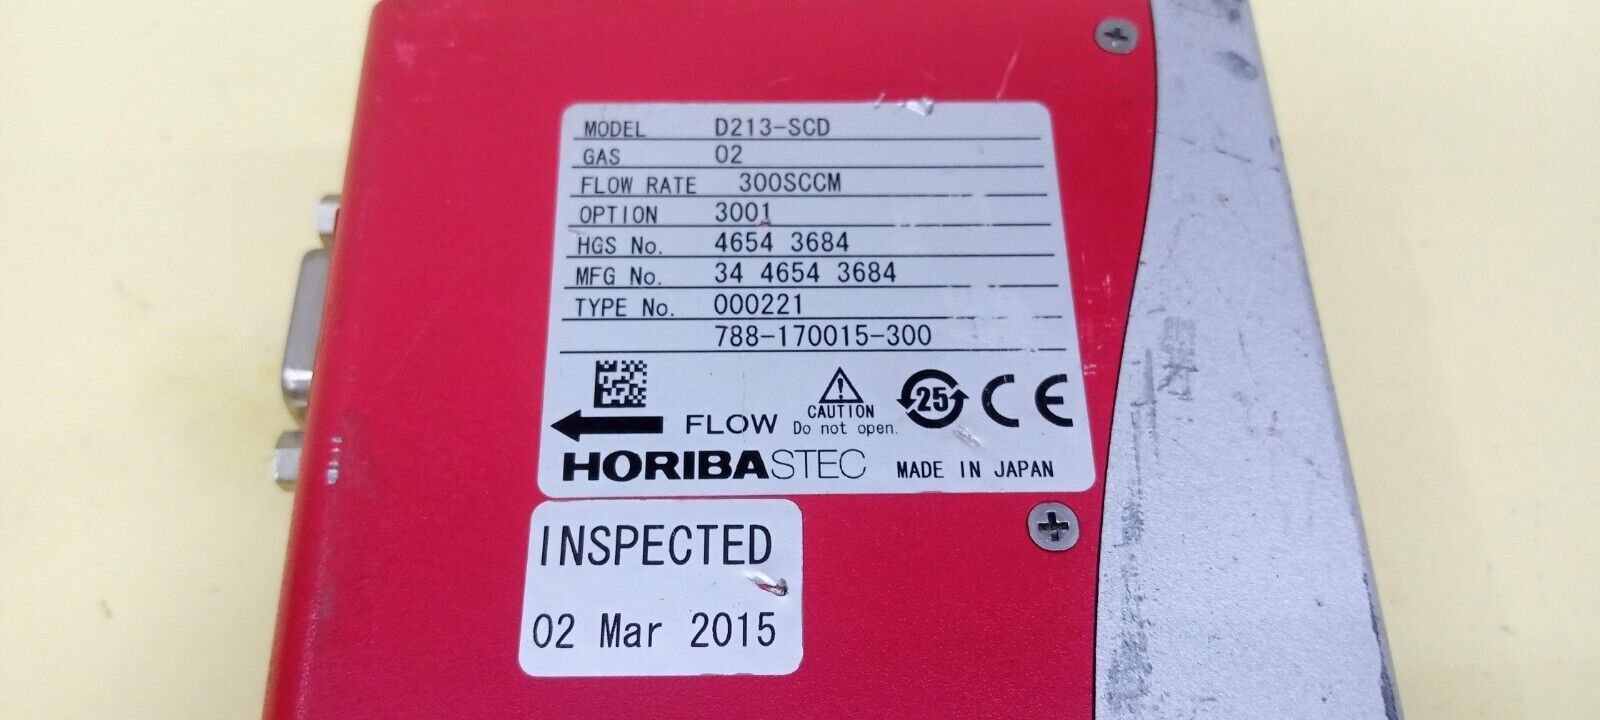 MODEL D213-SCD
GAS O2
FLOW RATE 300SCCM
OPTION 3001
HGS No. 4654 3684
MFG No. 34 4654 3684
TYPE No. 000221
788-170015-300
25 CE
CAUTION
FLOW Do not open.
HORIBASTEC MADE IN JAPAN
INSPECTED
02 Mar 2015